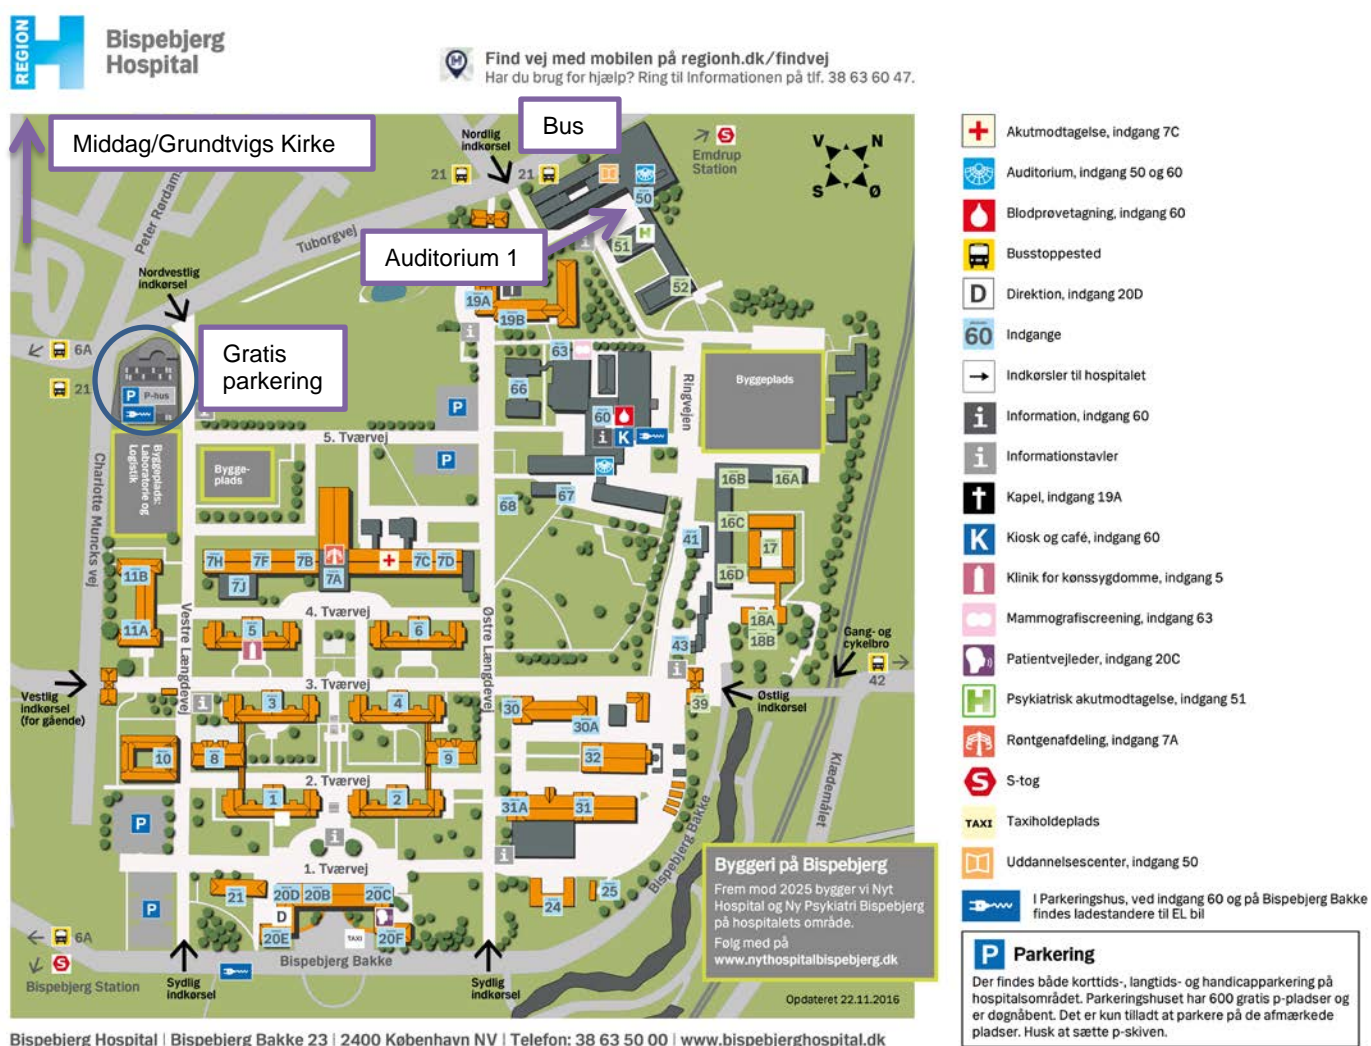 REGION
Bispebjerg
Hospital
Find vej med mobilen på regionh.dk/findvej
Har du brug for hjælp? Ring til Informationen på tlf. 38 63 60 47.
Middag/Grundtvigs Kirke
Bus
Nordlig
indkørsel
Emdrup
Station
S
V N
S Ø
21
21
50
Peter Rørdams
Tuborgvej
Auditorium 1
51
H
52
Nordvestlig
indkørsel
19A
19B
Gratis
parkering
6A
21
P
P-hus
63
66
Ringvejen
Byggeplads
P
60
i K
5. Tværvej
P
Byggeplads:
Laboratorie og
Logistik
Bygge-
plads
Charlotte Muncks vej
16B
16A
67
68
16C
17
41
7H
7F
7B
7A
7C
7D
7J
16D
11B
11A
4. Tværvej
Vestre Længdevej
Østre Længdevej
5
6
18A
18B
43
Gang- og
cykelbro
42
3. Tværvej
Vestlig
indkørsel
(for gående)
Østlig
indkørsel
39
3
4
30
30A
10
8
9
32
2. Tværvej
1
2
31A
31
Klædemålet
P
1. Tværvej
Bispebjerg Bakke
21
20D
20B
20C
24
25
P
D
20E
TAXI
20F
6A
S
Bispebjerg Station
Sydlig
indkørsel
Bispebjerg Bakke
Sydlig
indkørsel
Byggeri på Bispebjerg
Frem mod 2025 bygger vi Nyt
Hospital og Ny Psykiatri Bispebjerg
på hospitalets område.
Følg med på
www.nythospitalbispebjerg.dk
Opdateret 22.11.2016
Akutmodtagelse, indgang 7C
Auditorium, indgang 50 og 60
Blodprøvetagning, indgang 60
Busstoppested
D Direktion, indgang 20D
60 Indgange
Indkørsler til hospitalet
i Information, indgang 60
i Informationstavler
Kapel, indgang 19A
K Kiosk og café, indgang 60
Klinik for kønssygdomme, indgang 5
Mammografiscreening, indgang 63
Patientvejleder, indgang 20C
H Psykiatrisk akutmodtagelse, indgang 51
Røntgenafdeling, indgang 7A
S S-tog
TAXI Taxiholdeplads
Uddannelsescenter, indgang 50
I Parkeringshus, ved indgang 60 og på Bispebjerg Bakke
findes ladestandere til EL bil
P Parkering
Der findes både korttids-, langtids- og handicapparkering på
hospitalsområdet. Parkeringshuset har 600 gratis p-pladser og
er døgnåbent. Det er kun tilladt at parkere på de afmærkede
pladser. Husk at sætte p-skiven.
Bispebjerg Hospital | Bispebjerg Bakke 23 | 2400 København NV | Telefon: 38 63 50 00 | www.bispebjerghospital.dk